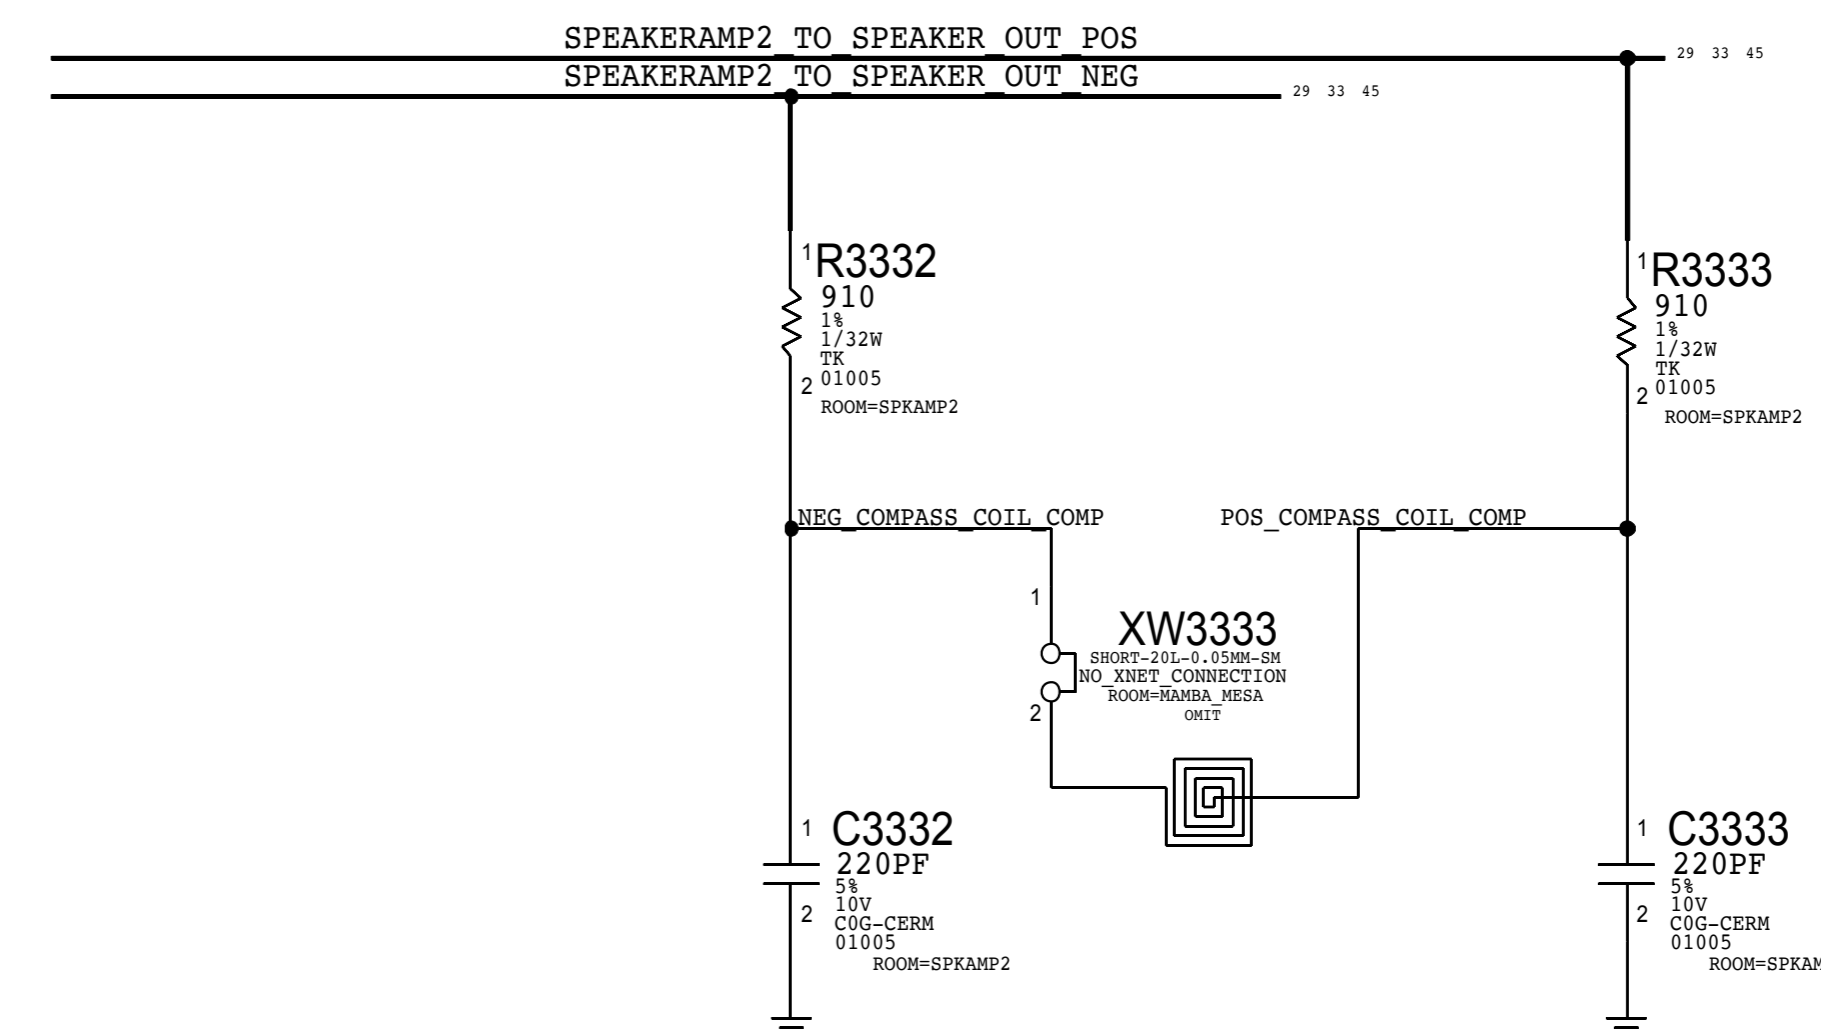 SPEAKERAMP2_TO_SPEAKER_OUT_POS
29 33 45
SPEAKERAMP2_TO_SPEAKER_OUT_NEG
29 33 45
1
R3332
910
1%
1/32W
TK
01005
2
ROOM=SPKAMP2
1
R3333
910
1%
1/32W
TK
01005
2
ROOM=SPKAMP2
NEG_COMPASS_COIL_COMP
POS_COMPASS_COIL_COMP
1
XW3333
SHORT-20L-0.05MM-SM
NO_XNET_CONNECTION
ROOM=MAMBA_MESA
OMIT
2
1
C3332
220PF
5%
10V
C0G-CERM
01005
2
ROOM=SPKAMP2
1
C3333
220PF
5%
10V
C0G-CERM
01005
2
ROOM=SPKAM